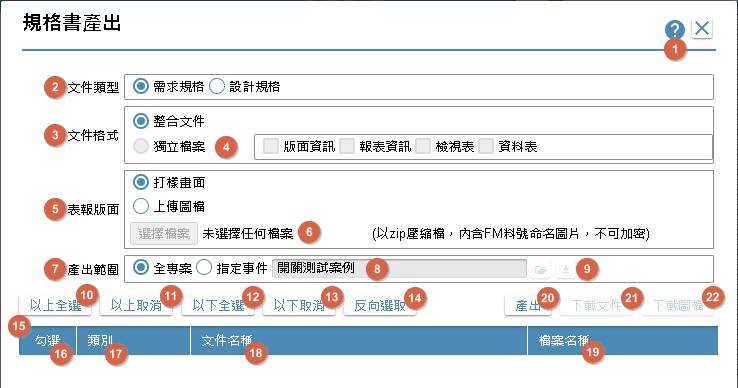 規格書產出
? ×
1
2 文件類型 需求規格 設計規格
3 文件格式 整合文件
獨立檔案 4 版面資訊 報表資訊 檢視表 資料表
5 表報版面 打樣畫面
上傳圖檔
選擇檔案 未選擇任何檔案 6 (以zip壓縮檔，內含FM料號命名圖片，不可加密)
7 產出範圍 全專案 指定事件 開關測試案例 8 9
以上全選 10 以上取消 11 以下全選 12 以下取消 13 反向選取 14 產出 20 下載文件 21 下載圖檔 22
15 勾選 16 類別 17 文件名稱 18 檔案名稱 19